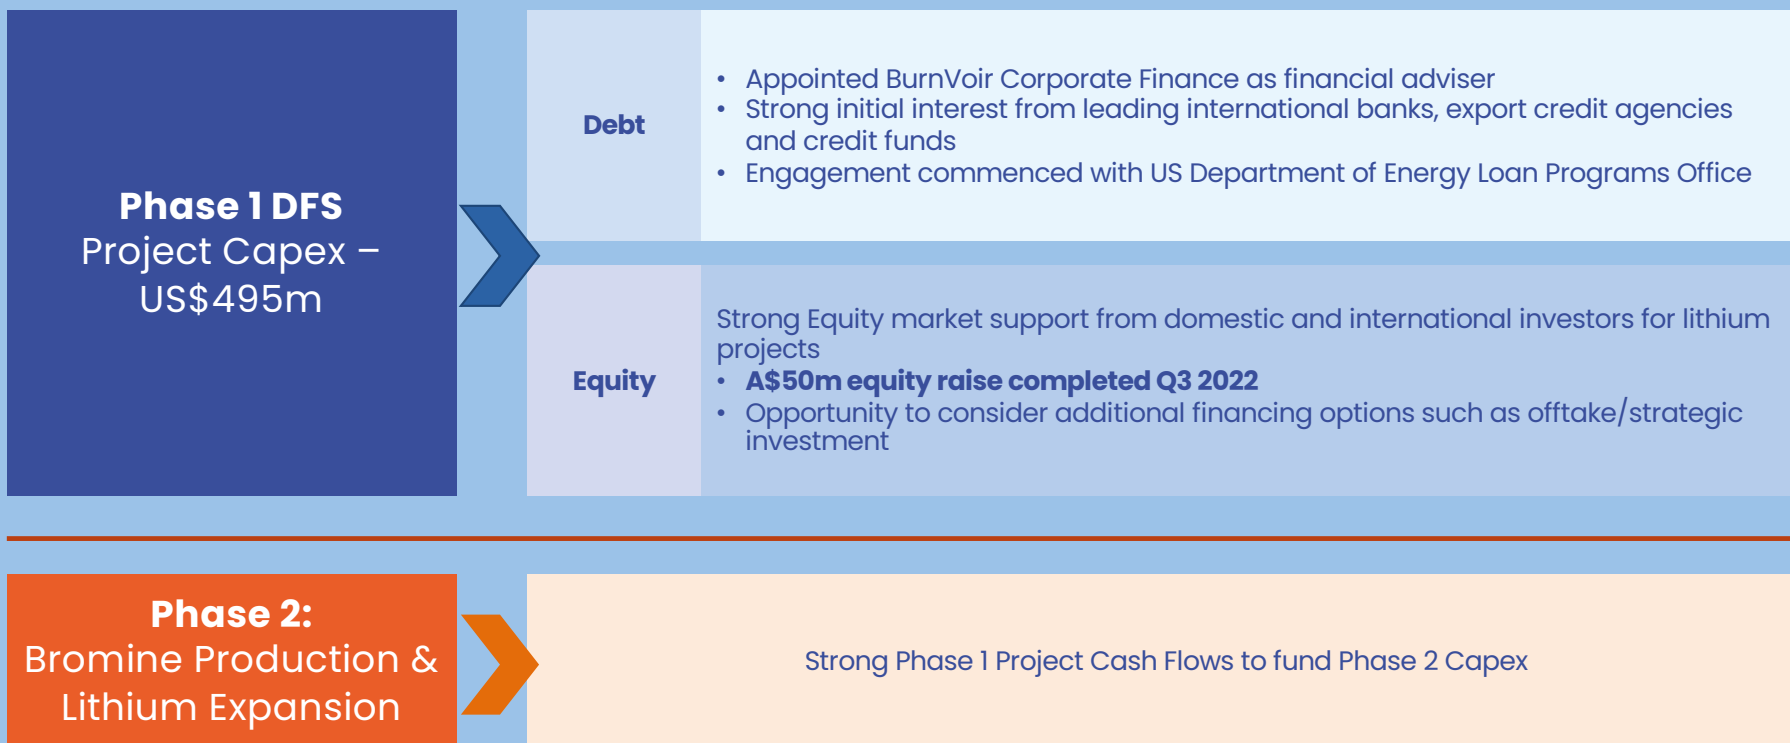 Phase 1 DFS
Project Capex –
US$495m
Debt
• Appointed BurnVoir Corporate Finance as financial adviser
• Strong initial interest from leading international banks, export credit agencies
and credit funds
• Engagement commenced with US Department of Energy Loan Programs Office
Equity
Strong Equity market support from domestic and international investors for lithium
projects
• A$50m equity raise completed Q3 2022
• Opportunity to consider additional financing options such as offtake/strategic
investment
Phase 2:
Bromine Production &
Lithium Expansion
Strong Phase 1 Project Cash Flows to fund Phase 2 Capex